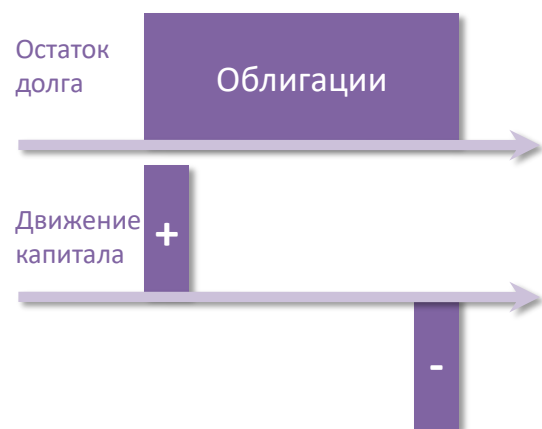 Остаток
долга
Облигации
Движение
капитала
+
-